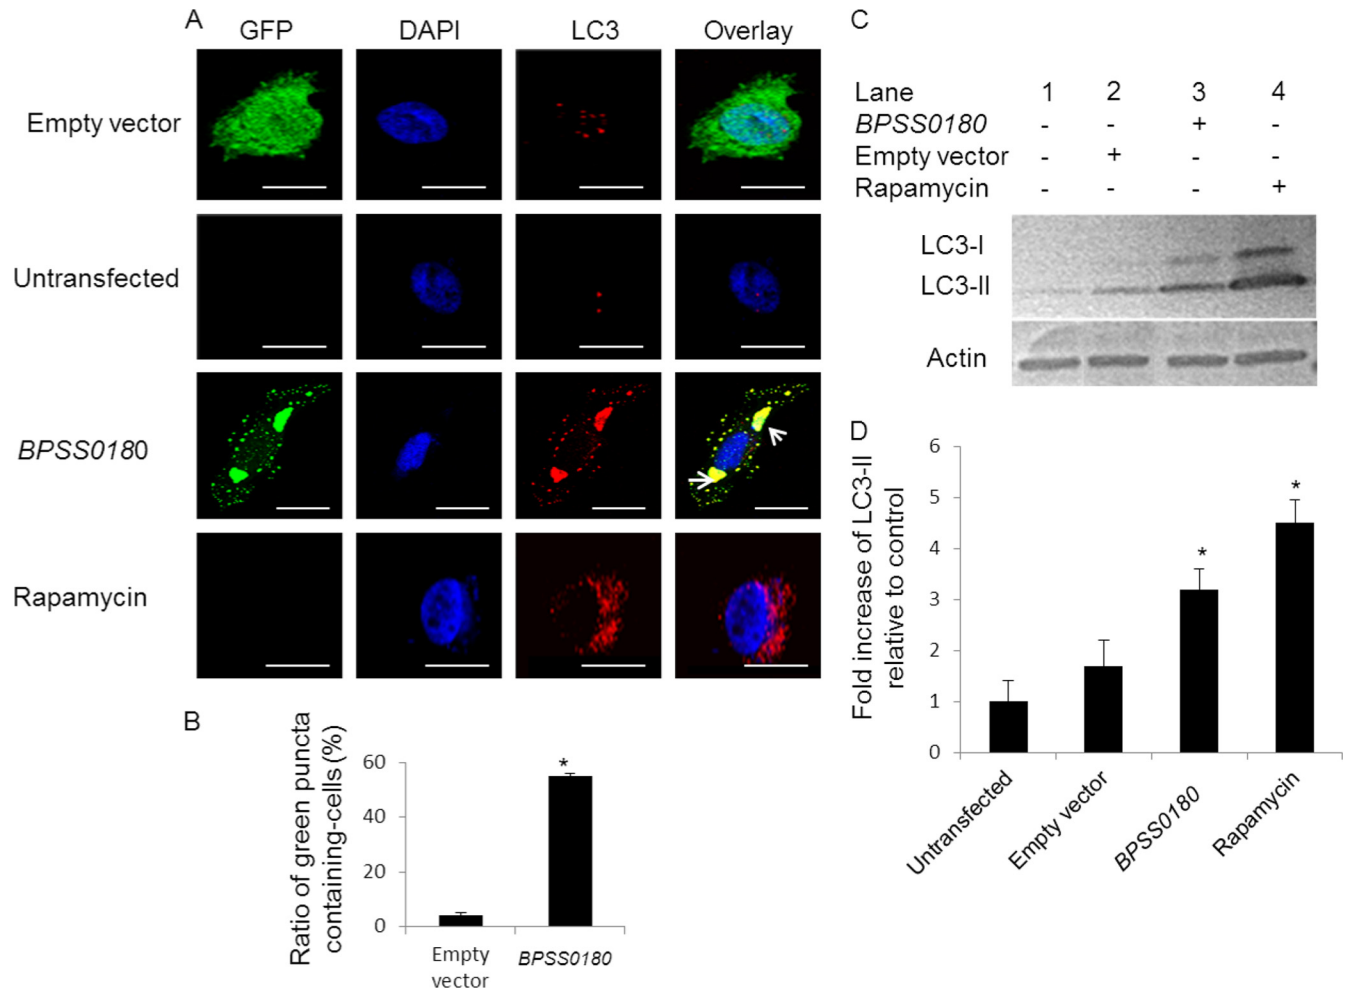 A
GFP DAPI LC3 Overlay
Empty vector
Untransfected
BPSS0180
Rapamycin
B
Ratio of green puncta
containing-cells (%)
60
40
20
0
*
Empty
vector
BPSS0180
C
Lane 1 2 3 4
BPSS0180 - - + -
Empty vector - + - -
Rapamycin - - - +
LC3-I
LC3-II
Actin
D
Fold increase of LC3-II
relative to control
6
5
4
3
2
1
0
*
*
Untransfected
Empty vector
BPSS0180
Rapamycin